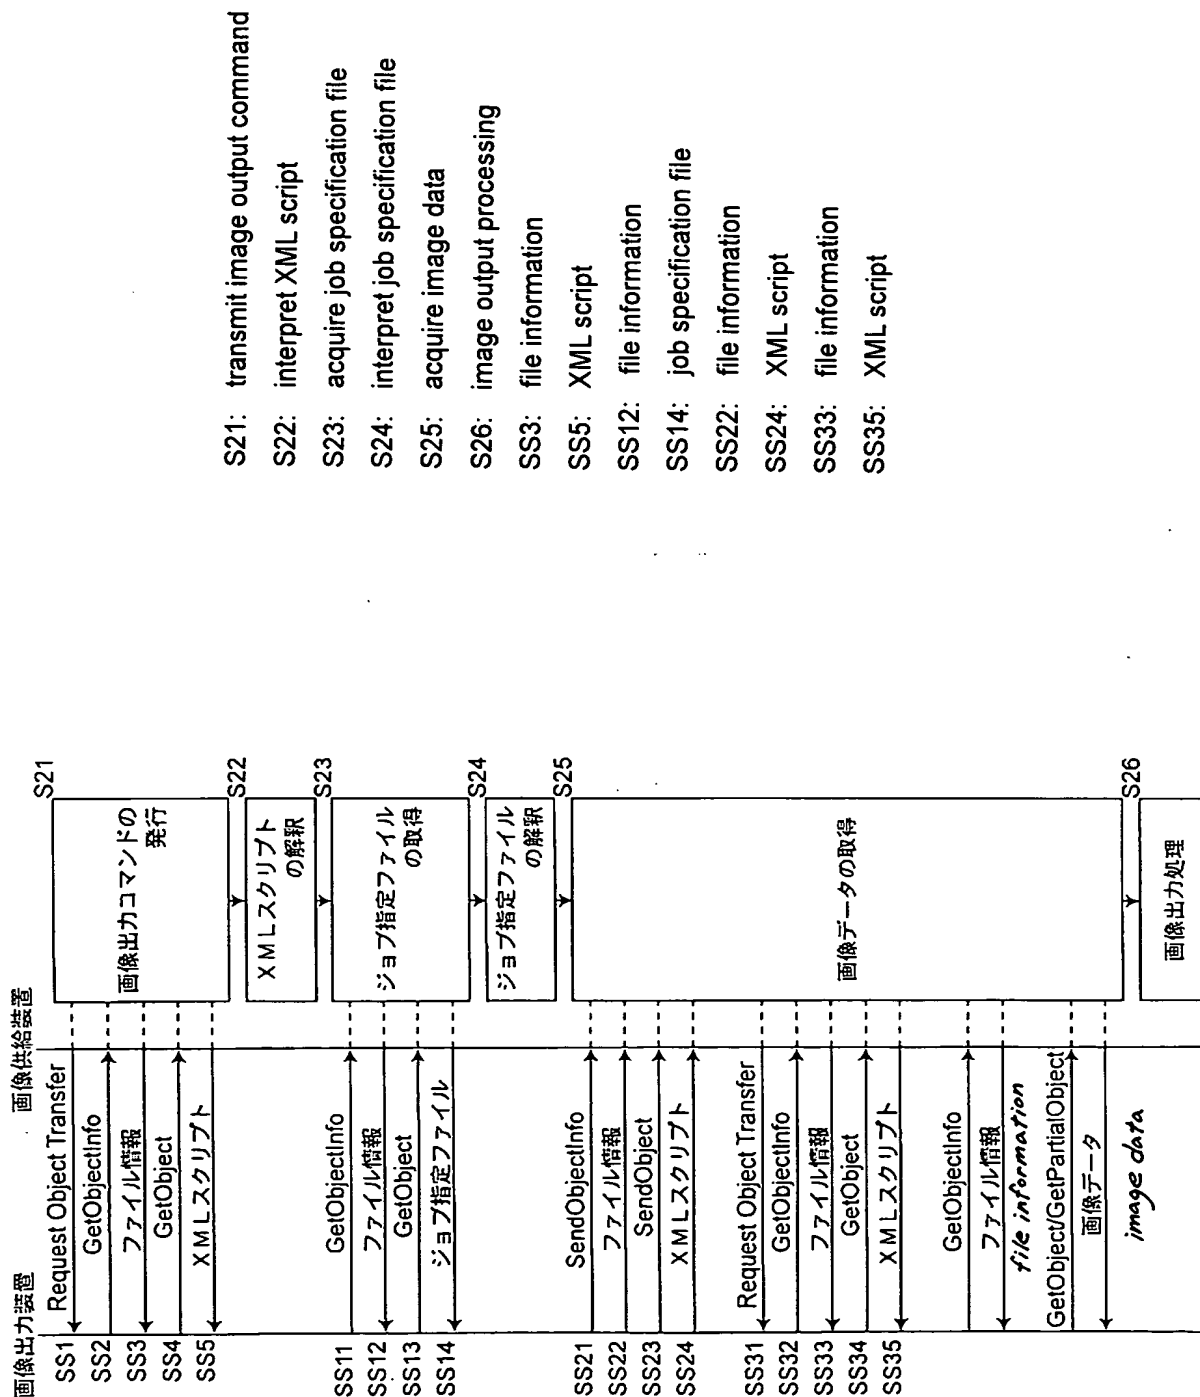 画像出力装置
画像供給装置
SS1
Request Object Transfer
SS2
GetObjectInfo
SS3
ファイル情報
SS4
GetObject
SS5
XMLスクリプト
S21
画像出力コマンドの
発行
S22
XMLスクリプト
の解釈
S23
SS11
GetObjectInfo
SS12
ファイル情報
SS13
GetObject
SS14
ジョブ指定ファイル
ジョブ指定ファイル
の取得
S24
ジョブ指定ファイル
の解釈
S25
SS21
SendObjectInfo
SS22
ファイル情報
SS23
SendObject
SS24
XMLスクリプト
SS31
Request Object Transfer
SS32
GetObjectInfo
SS33
ファイル情報
SS34
GetObject
SS35
XMLスクリプト
画像データの取得
GetObjectInfo
ファイル情報
file information
GetObject/GetPartialObject
画像データ
image data
S26
画像出力処理
S21: transmit image output command
S22: interpret XML script
S23: acquire job specification file
S24: interpret job specification file
S25: acquire image data
S26: image output processing
SS3: file information
SS5: XML script
SS12: file information
SS14: job specification file
SS22: file information
SS24: XML script
SS33: file information
SS35: XML script